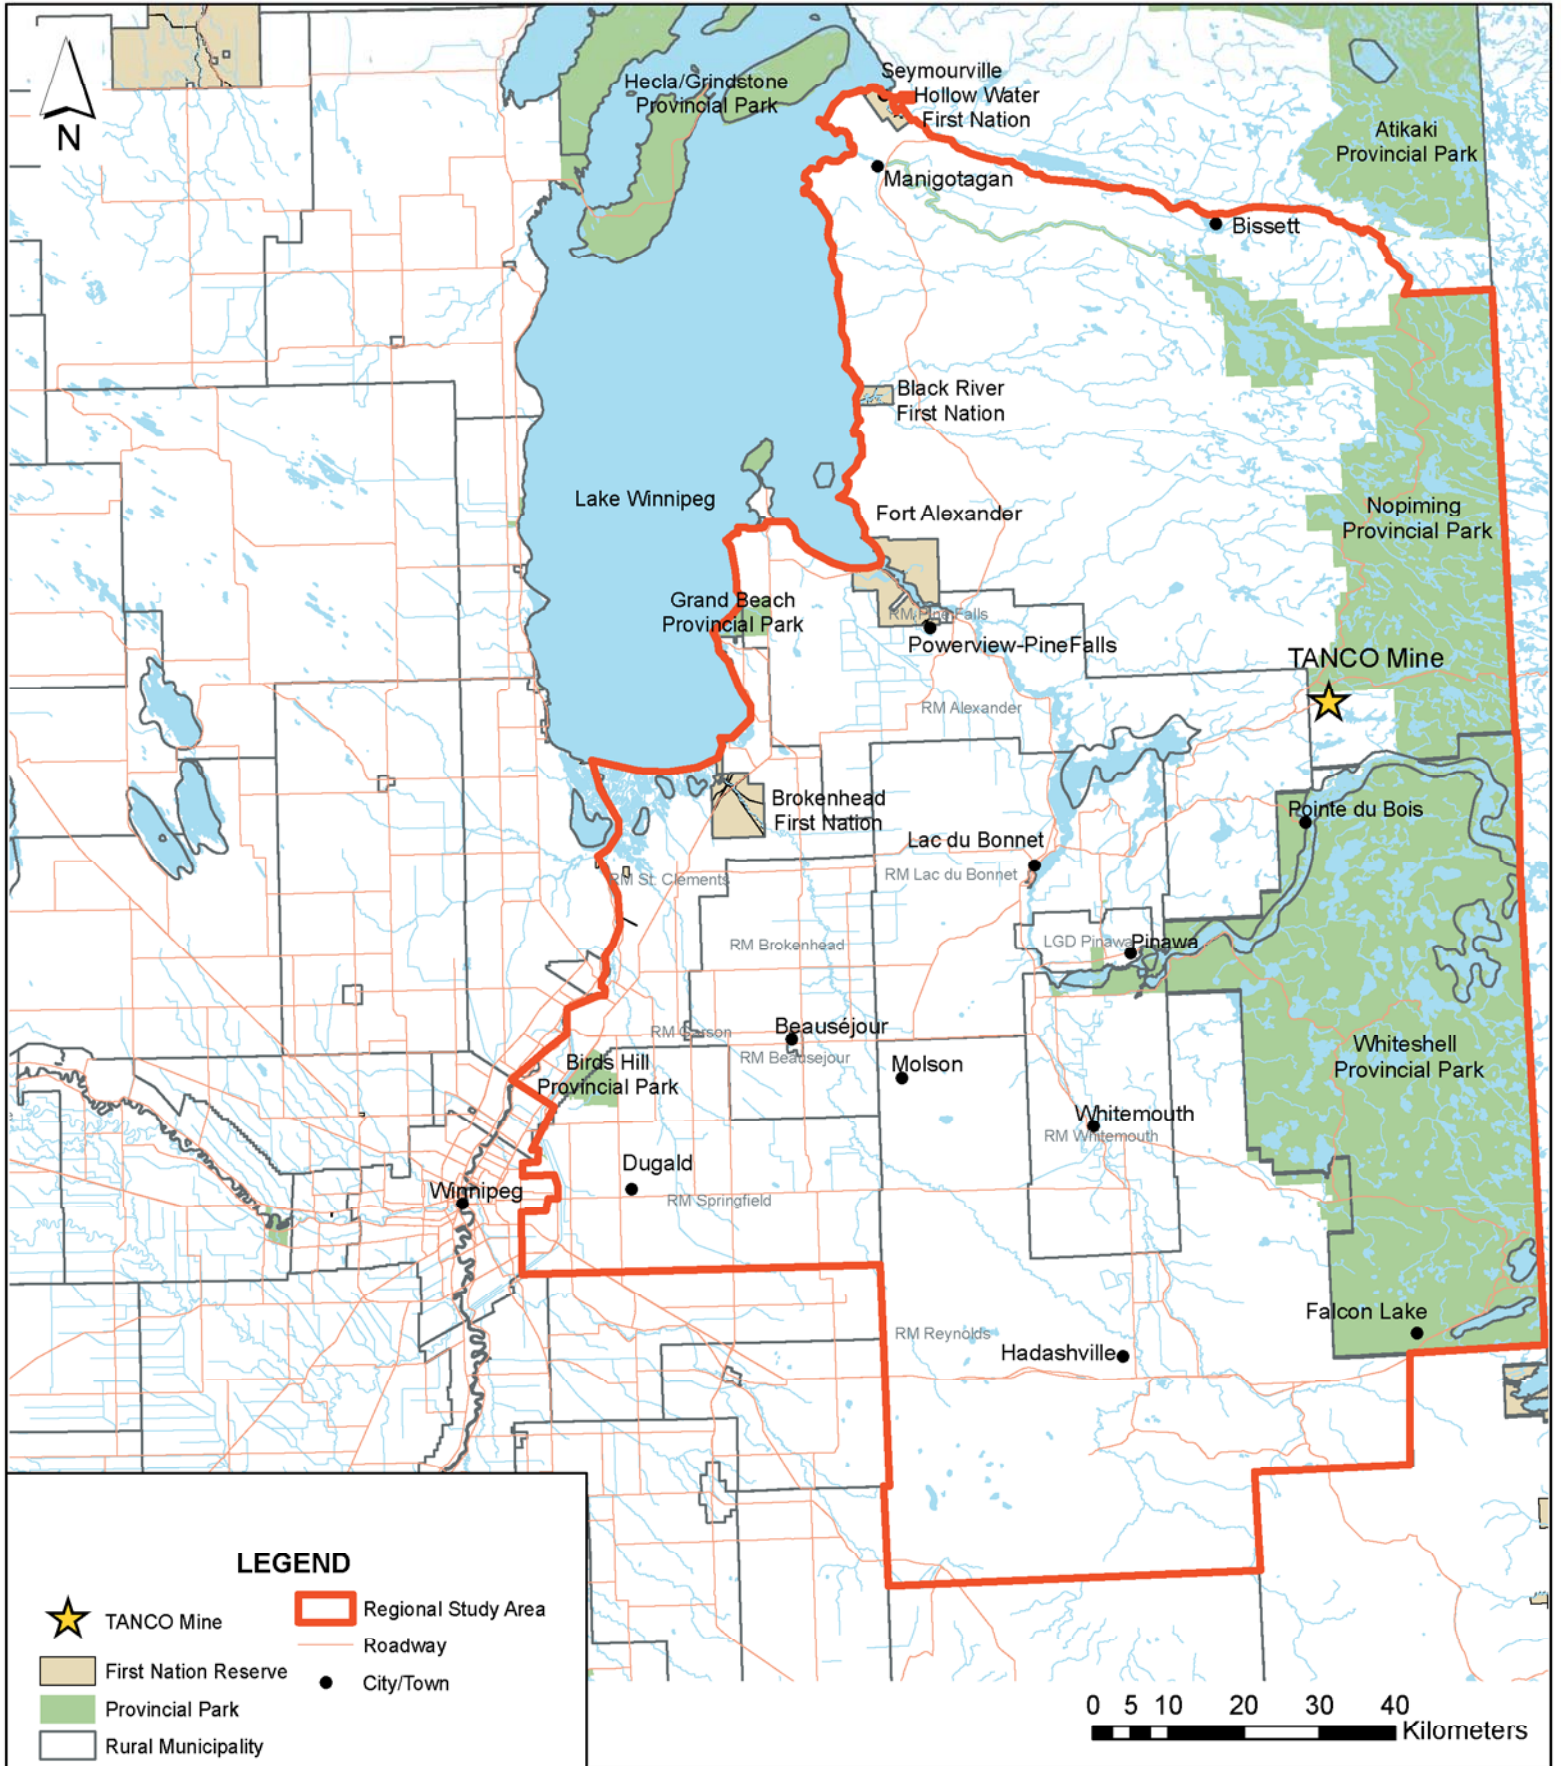 Seymourville
Hecla/Grindstone
Provincial Park
Hollow Water
First Nation
Atikaki
Provincial Park
N
Manigotagan
Bissett
Black River
First Nation
Lake Winnipeg
Fort Alexander
Nopiming
Provincial Park
Grand Beach
Provincial Park
RM Pine Falls
Powerview-PineFalls
TANCO Mine
RM Alexander
Brokenhead
First Nation
Pointe du Bois
Lac du Bonnet
RM Lac du Bonnet
RM St. Clements
RM Brokenhead
LGD Pinawa
Pinawa
Beauséjour
RM Garson
RM Beausejour
Whiteshell
Provincial Park
Birds Hill
Provincial Park
Molson
Whitemouth
RM Whitemouth
Dugald
Winnipeg
RM Springfield
Falcon Lake
RM Reynolds
Hadashville
LEGEND
TANCO Mine
First Nation Reserve
Provincial Park
Rural Municipality
Regional Study Area
Roadway
City/Town
0 5 10 20 30 40
Kilometers